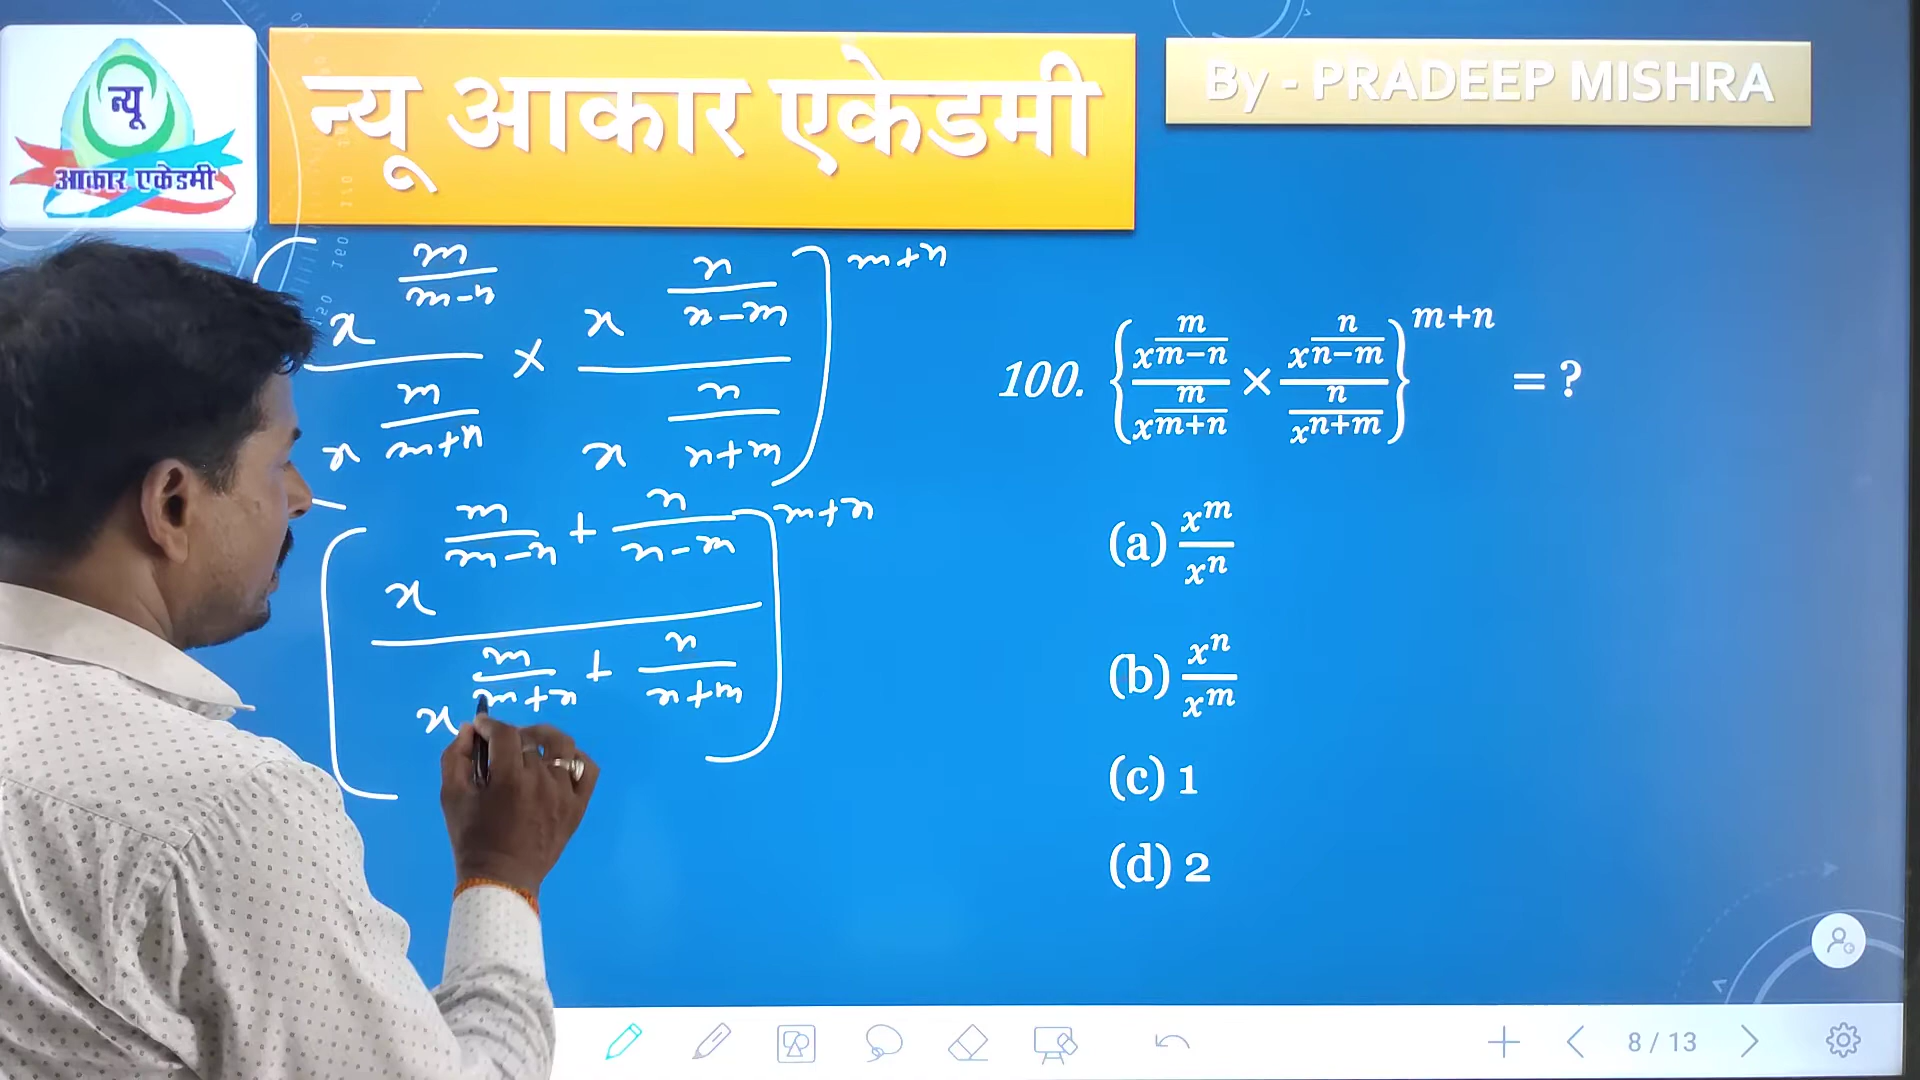 न्यू
आकार एकेडमी
न्यू आकार एकेडमी
By - PRADEEP MISHRA
x^(m/(m-n)) / x^(m/(m+n)) × x^(n/(n-m)) / x^(n/(n+m)) ) ^ m+n
[ x^(m/(m-n) + n/(n-m)) / x^(m/(m+n) + n/(n+m)) ] ^ m+n
100. { x^(m/(m-n)) / x^(m/(m+n)) × x^(n/(n-m)) / x^(n/(n+m)) } ^ m+n = ?
(a) x^m / x^n
(b) x^n / x^m
(c) 1
(d) 2
8 / 13